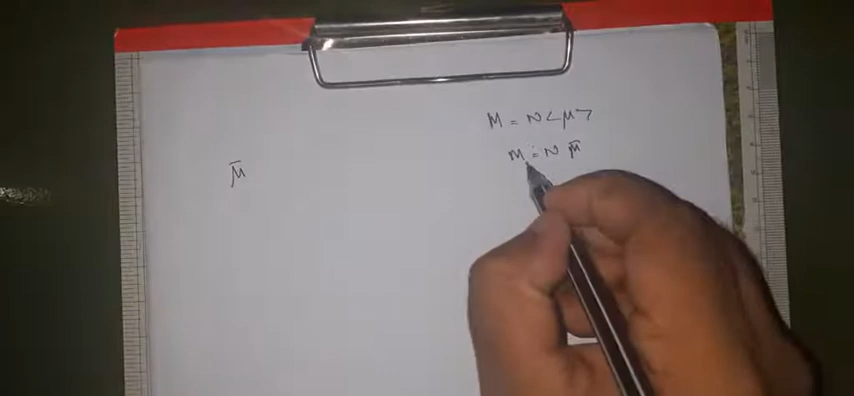 M = N<μ>
M = N μ̄
μ̄